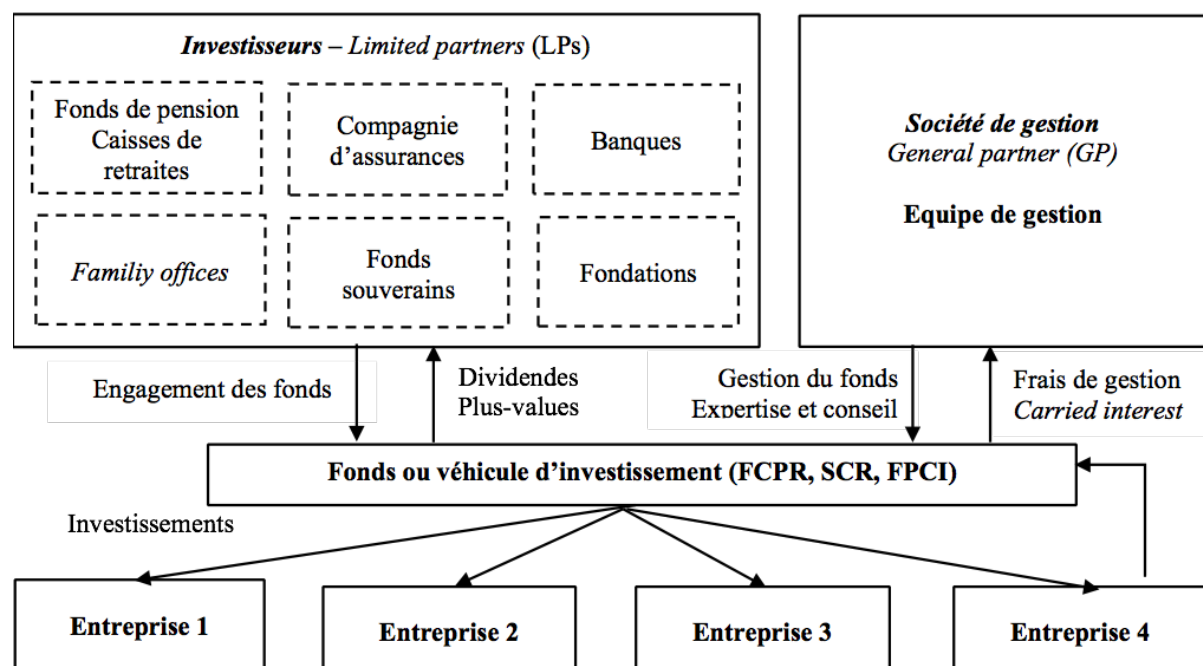 Investisseurs – Limited partners (LPs)
Fonds de pension
Caisses de
retraites
Compagnie
d'assurances
Banques
Familiy offices
Fonds
souverains
Fondations
Société de gestion
General partner (GP)
Equipe de gestion
Engagement des fonds
Dividendes
Plus-values
Gestion du fonds
Expertise et conseil
Frais de gestion
Carried interest
Fonds ou véhicule d'investissement (FCPR, SCR, FPCI)
Investissements
Entreprise 1
Entreprise 2
Entreprise 3
Entreprise 4